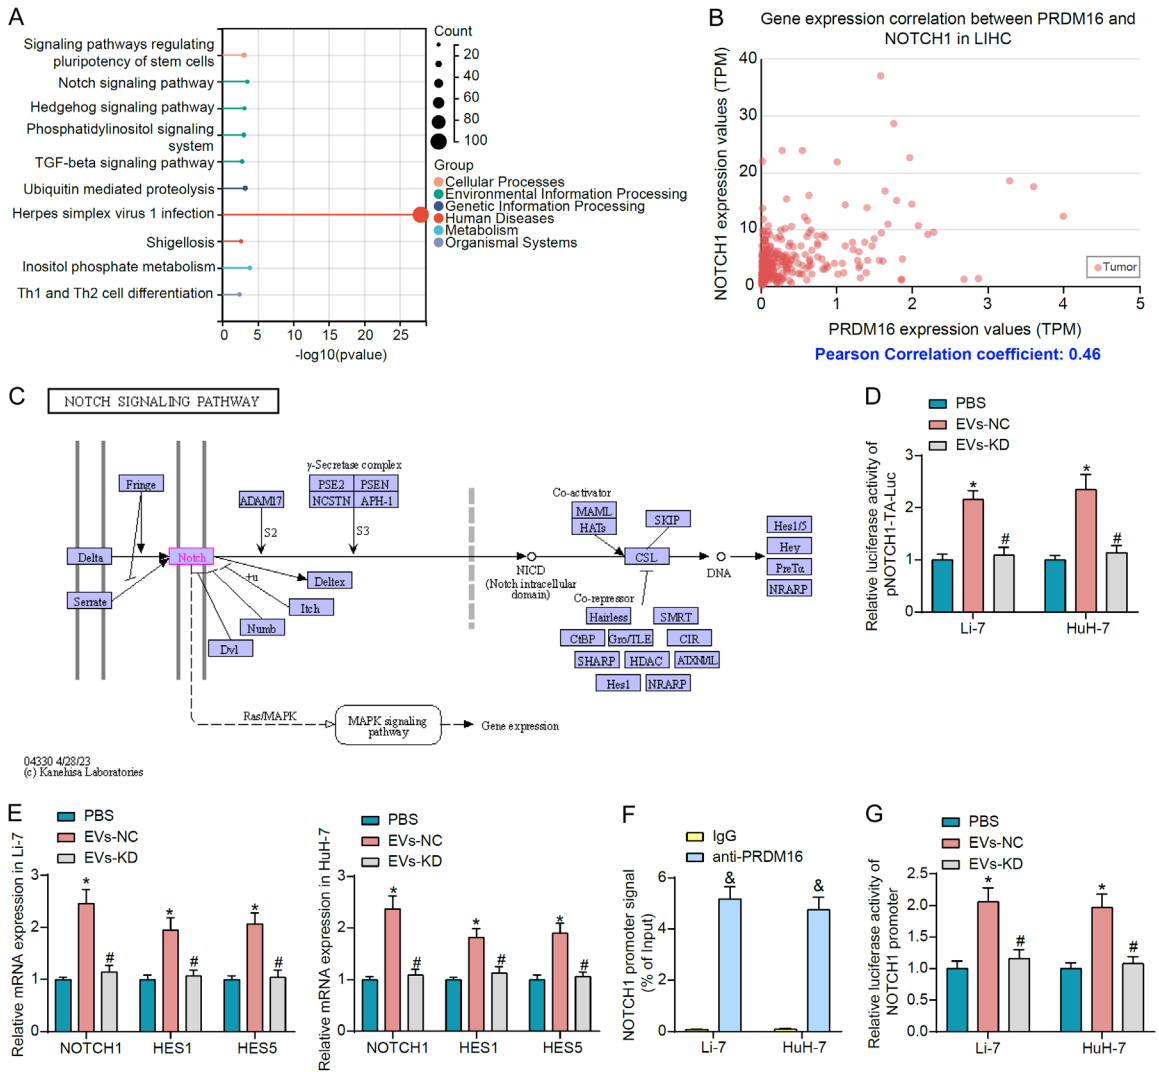 A
Signaling pathways regulating
pluripotency of stem cells
Notch signaling pathway
Hedgehog signaling pathway
Phosphatidylinositol signaling
system
TGF-beta signaling pathway
Ubiquitin mediated proteolysis
Herpes simplex virus 1 infection
Shigellosis
Inositol phosphate metabolism
Th1 and Th2 cell differentiation
0 5 10 15 20 25
-log10(pvalue)
Count
20
40
60
80
100
Group
Cellular Processes
Environmental Information Processing
Genetic Information Processing
Human Diseases
Metabolism
Organismal Systems
B
Gene expression correlation between PRDM16 and
NOTCH1 in LIHC
NOTCH1 expression values (TPM)
40
30
20
10
0
0 1 2 3 4 5
Tumor
PRDM16 expression values (TPM)
Pearson Correlation coefficient: 0.46
C
NOTCH SIGNALING PATHWAY
Fringe
Delta
Serrate
Notch
ADAM17
S2
γ-Secretase complex
PSE2 PSEN
NCSTN APH-1
S3
+u
Deltex
Itch
Numb
Dvl
NICD
(Notch intracellular
domain)
Co-activator
MAML
HATs
SKIP
CSL
DNA
Hes1/5
Hey
PreTα
NRARP
Co-repressor
Hairless SMRT
CtBP Gro/TLE CIR
SHARP HDAC ATXN1/1L
Hes1 NRARP
Ras/MAPK
MAPK signaling
pathway
Gene expression
04330 4/28/23
(c) Kanehisa Laboratories
D
PBS
EVs-NC
EVs-KD
Relative luciferase activity of
pNOTCH1-TA-Luc
3
2
1
0
* # * #
Li-7 HuH-7
E
PBS
EVs-NC
EVs-KD
Relative mRNA expression in Li-7
3
2
1
0
* # * # * #
NOTCH1 HES1 HES5
PBS
EVs-NC
EVs-KD
Relative mRNA expression in HuH-7
3
2
1
0
* # * # * #
NOTCH1 HES1 HES5
F
IgG
anti-PRDM16
NOTCH1 promoter signal
(% of Input)
6
4
2
0
& &
Li-7 HuH-7
G
PBS
EVs-NC
EVs-KD
Relative luciferase activity of
NOTCH1 promoter
2.5
2.0
1.5
1.0
0.5
0.0
* # * #
Li-7 HuH-7